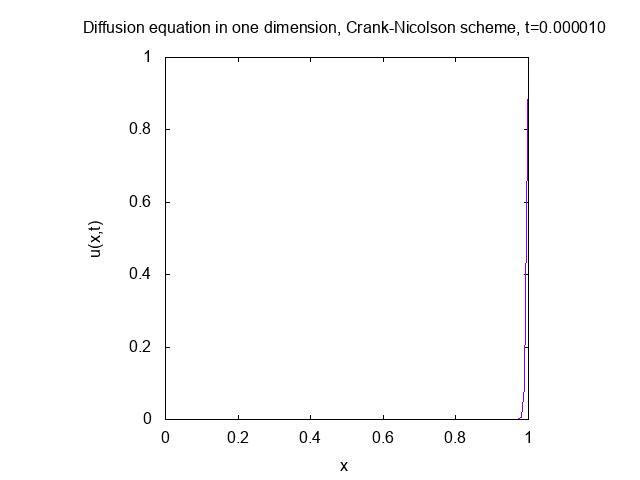 Diffusion equation in one dimension, Crank-Nicolson scheme, t=0.000010
1
0.8
0.6
0.4
0.2
0
u(x,t)
0 0.2 0.4 0.6 0.8 1
x